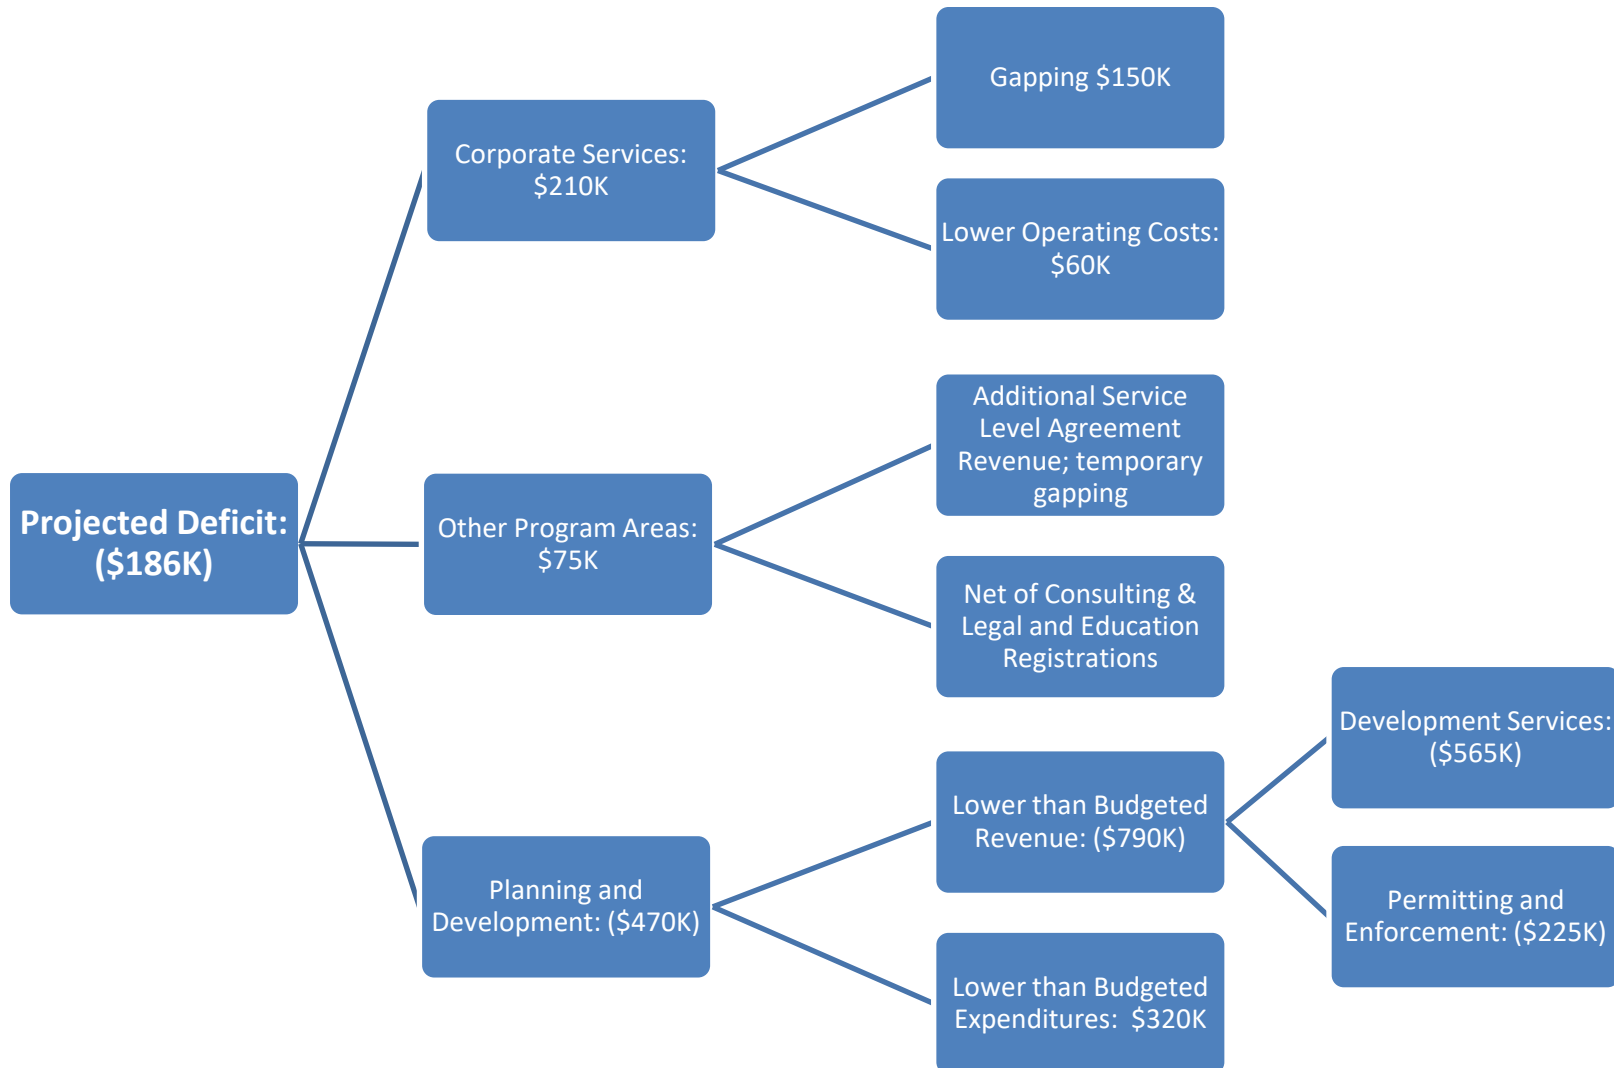 Projected Deficit:
($186K)
Corporate Services:
$210K
Gapping $150K
Lower Operating Costs:
$60K
Other Program Areas:
$75K
Additional Service
Level Agreement
Revenue; temporary
gapping
Net of Consulting &
Legal and Education
Registrations
Planning and
Development: ($470K)
Lower than Budgeted
Revenue: ($790K)
Development Services:
($565K)
Permitting and
Enforcement: ($225K)
Lower than Budgeted
Expenditures:  $320K